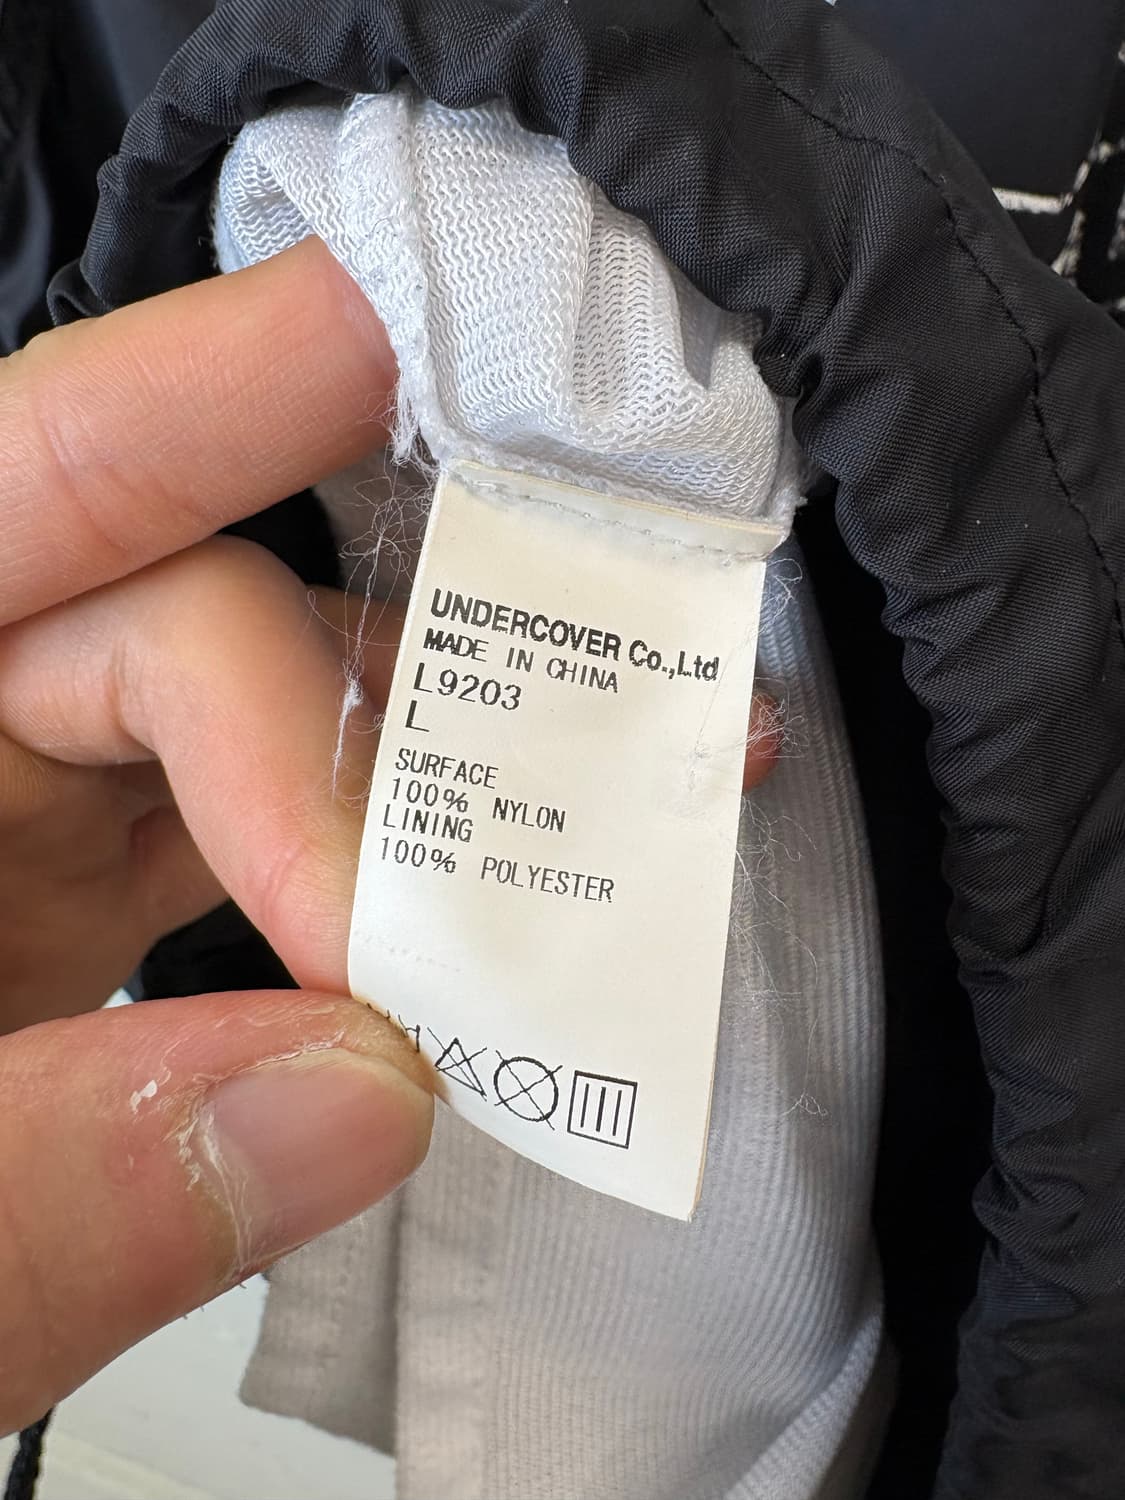 UNDERCOVER Co.,Ltd
MADE IN CHINA
L9203
L
SURFACE
100% NYLON
LINING
100% POLYESTER